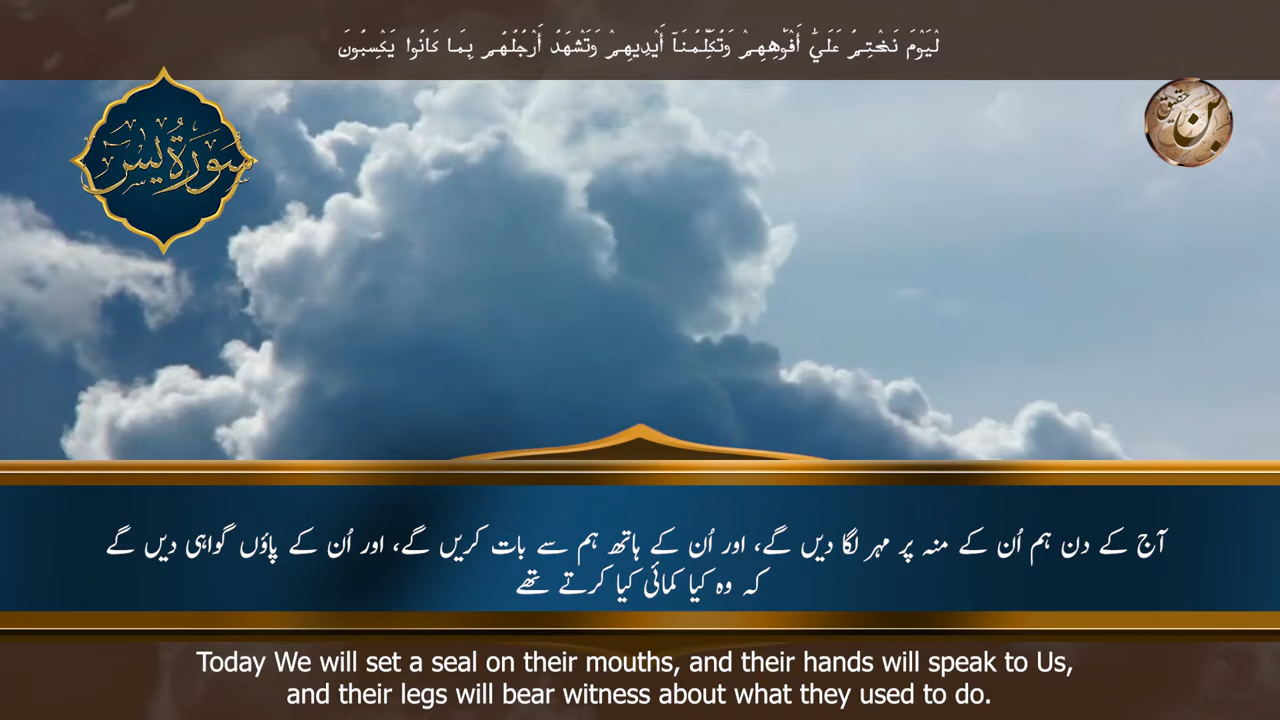 لْيَوْمَ نَخْتِمُ عَلَىٰٓ أَفْوَٰهِهِمْ وَتُكَلِّمُنَآ أَيْدِيهِمْ وَتَشْهَدُ أَرْجُلُهُم بِمَا كَانُوا يَكْسِبُونَ
سُورَةُ يس
آج کے دن ہم اُن کے منہ پر مہر لگا دیں گے، اور اُن کے ہاتھ ہم سے بات کریں گے، اور اُن کے پاؤں گواہی دیں گے
کہ وہ کیا کمائی کیا کرتے تھے
Today We will set a seal on their mouths, and their hands will speak to Us,
and their legs will bear witness about what they used to do.